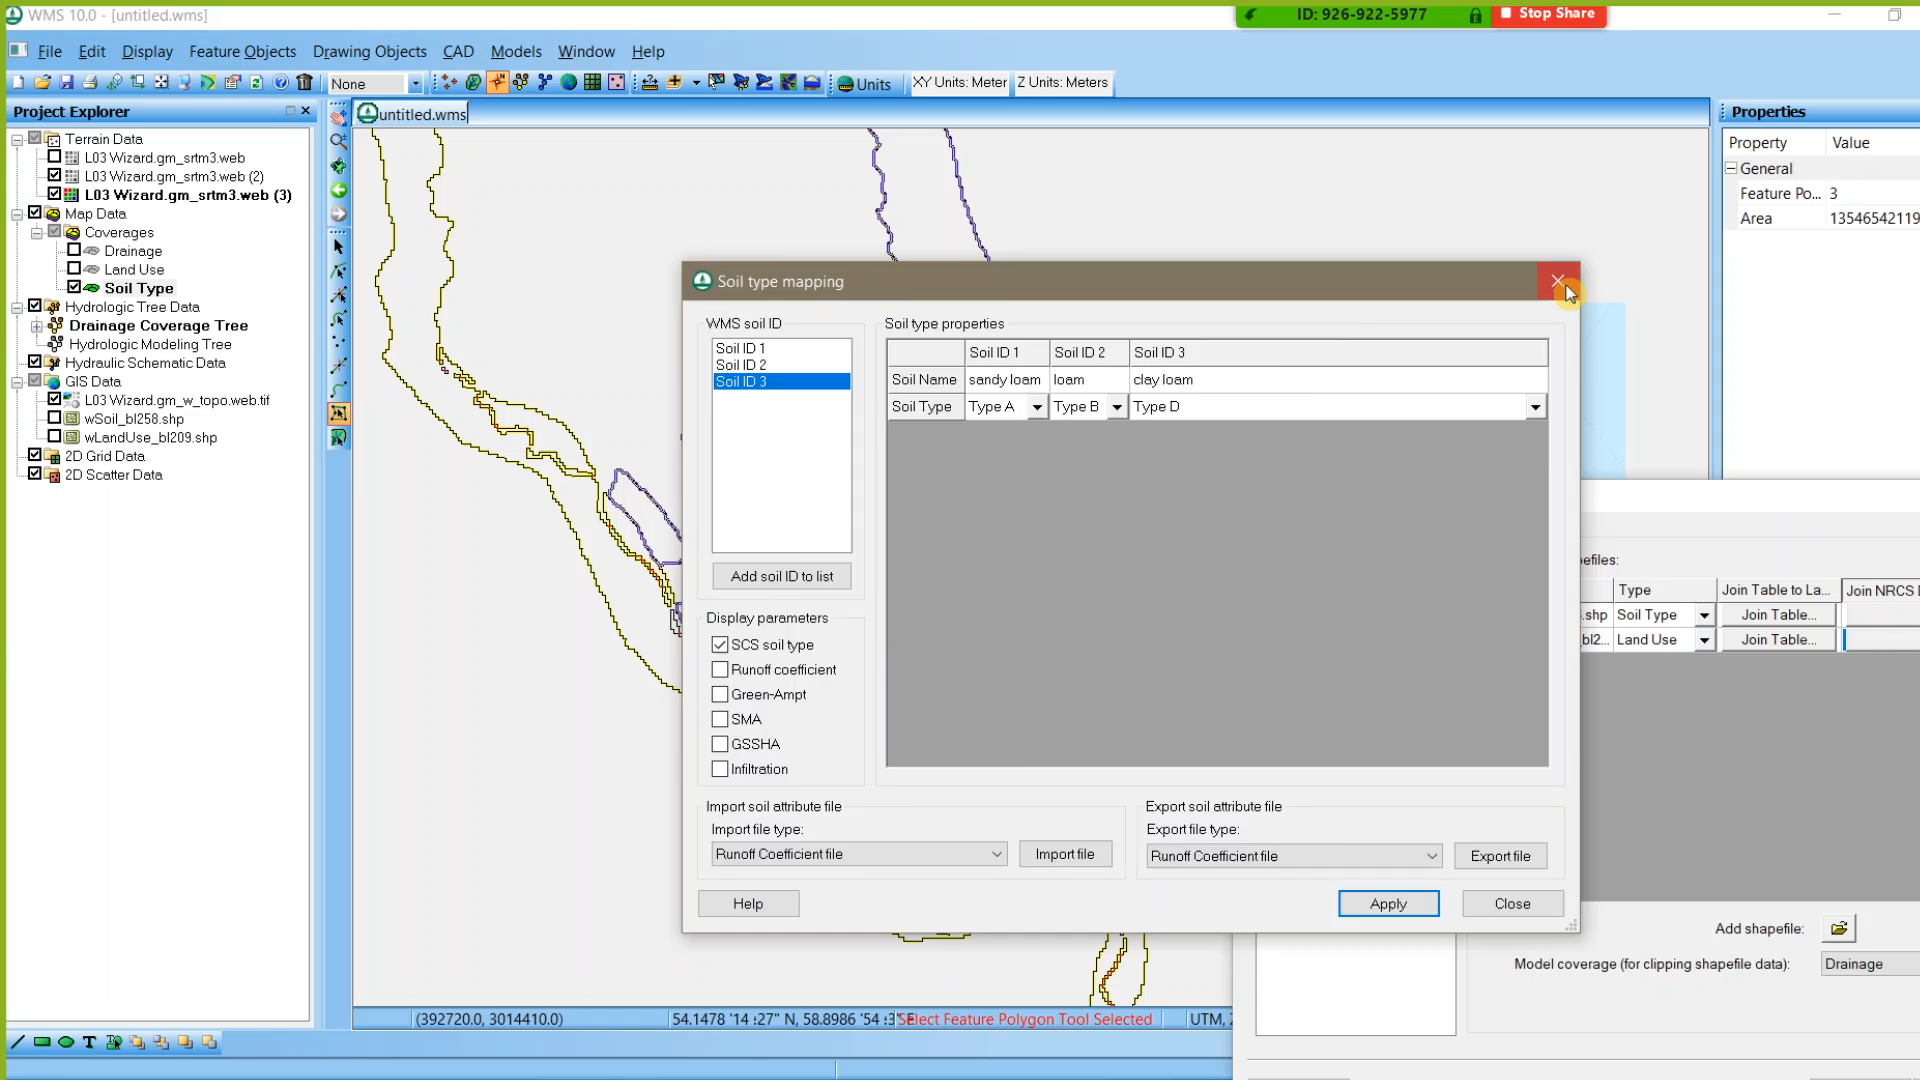 WMS 10.0 - [untitled.wms]
ID: 926-922-5977
Stop Share
File Edit Display Feature Objects Drawing Objects CAD Models Window Help
None
Units
XY Units: Meter
Z Units: Meters
Project Explorer
untitled.wms
Properties
Terrain Data
L03 Wizard.gm_srtm3.web
L03 Wizard.gm_srtm3.web (2)
L03 Wizard.gm_srtm3.web (3)
Map Data
Coverages
Drainage
Land Use
Soil Type
Hydrologic Tree Data
Drainage Coverage Tree
Hydrologic Modeling Tree
Hydraulic Schematic Data
GIS Data
L03 Wizard.gm_w_topo.web.tif
wSoil_bl258.shp
wLandUse_bl209.shp
2D Grid Data
2D Scatter Data
Property Value
General
Feature Po... 3
Area 13546542119
Soil type mapping
WMS soil ID
Soil ID 1
Soil ID 2
Soil ID 3
Add soil ID to list
Soil type properties
Soil ID 1 Soil ID 2 Soil ID 3
Soil Name sandy loam loam clay loam
Soil Type Type A Type B Type D
Display parameters
SCS soil type
Runoff coefficient
Green-Ampt
SMA
GSSHA
Infiltration
Import soil attribute file
Import file type:
Runoff Coefficient file
Import file
Export soil attribute file
Export file type:
Runoff Coefficient file
Export file
Help
Apply
Close
efiles:
Type Join Table to La... Join NRCS D
.shp Soil Type Join Table...
bl2... Land Use Join Table...
Add shapefile:
Model coverage (for clipping shapefile data): Drainage
(392720.0, 3014410.0)
54.1478 '14 :27" N, 58.8986 '54 :3
Select Feature Polygon Tool Selected
UTM,